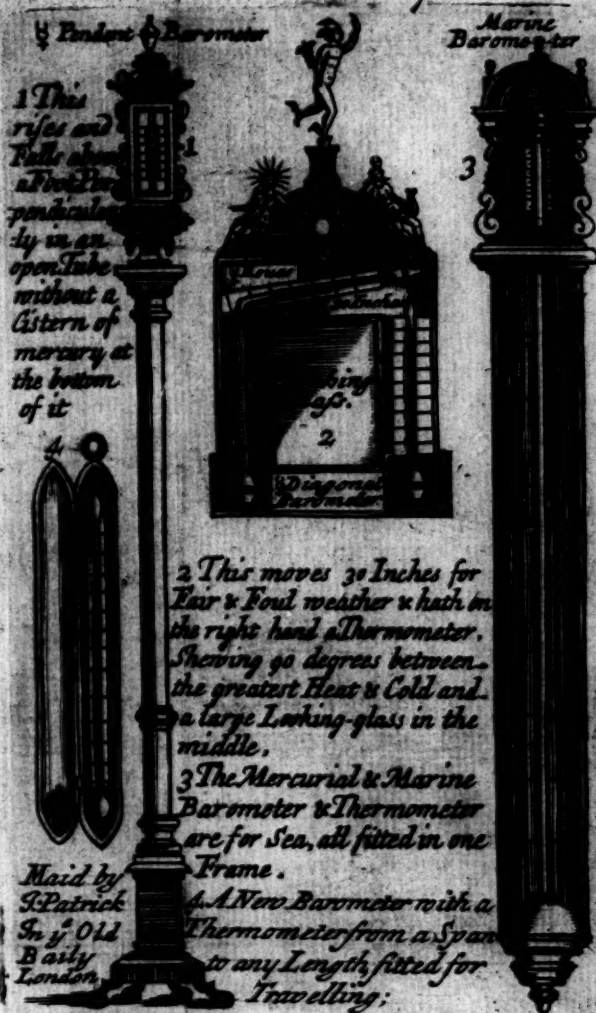 yͤ Pendent Barometer
1 This
rises and
Falls about
a Foot Per
pendicular
ly in an
open Tube
without a
Cistern of
mercury at
the bottom
of it
1
Marine
Barome-ter
3
2
Diagonal
Barometer
4
2 This moves 30 Inches for
Fair & Foul weather & hath on
the right hand a Thermometer.
Shewing 90 degrees between
the greatest Heat & Cold and
a large Looking-glass in the
middle,
3 The Mercurial & Marine
Barometer & Thermometer
are for Sea, all fitted in one
Frame.
4. A New Barometer with a
Thermometer from a Span
to any Length, fitted for
Travelling;
Maid by
J. Patrick
In yͤ Old
Baily
London